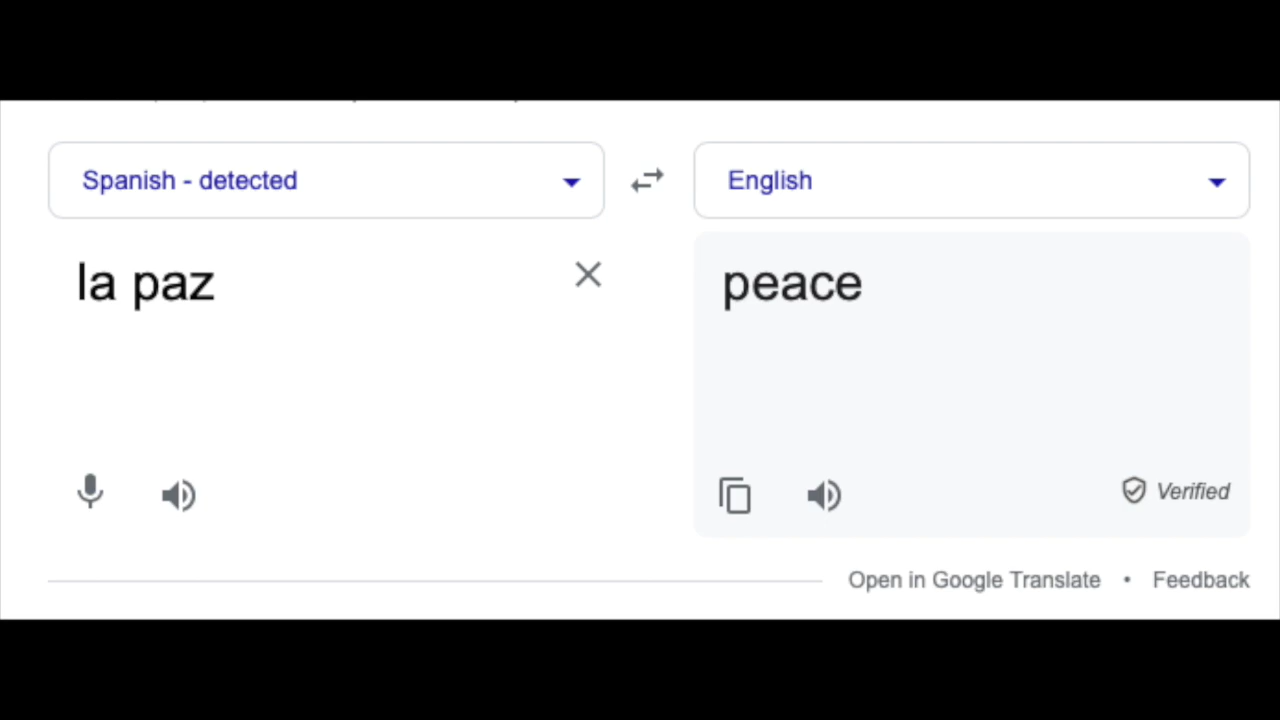 Spanish - detected
English
la paz
peace
Verified
Open in Google Translate • Feedback